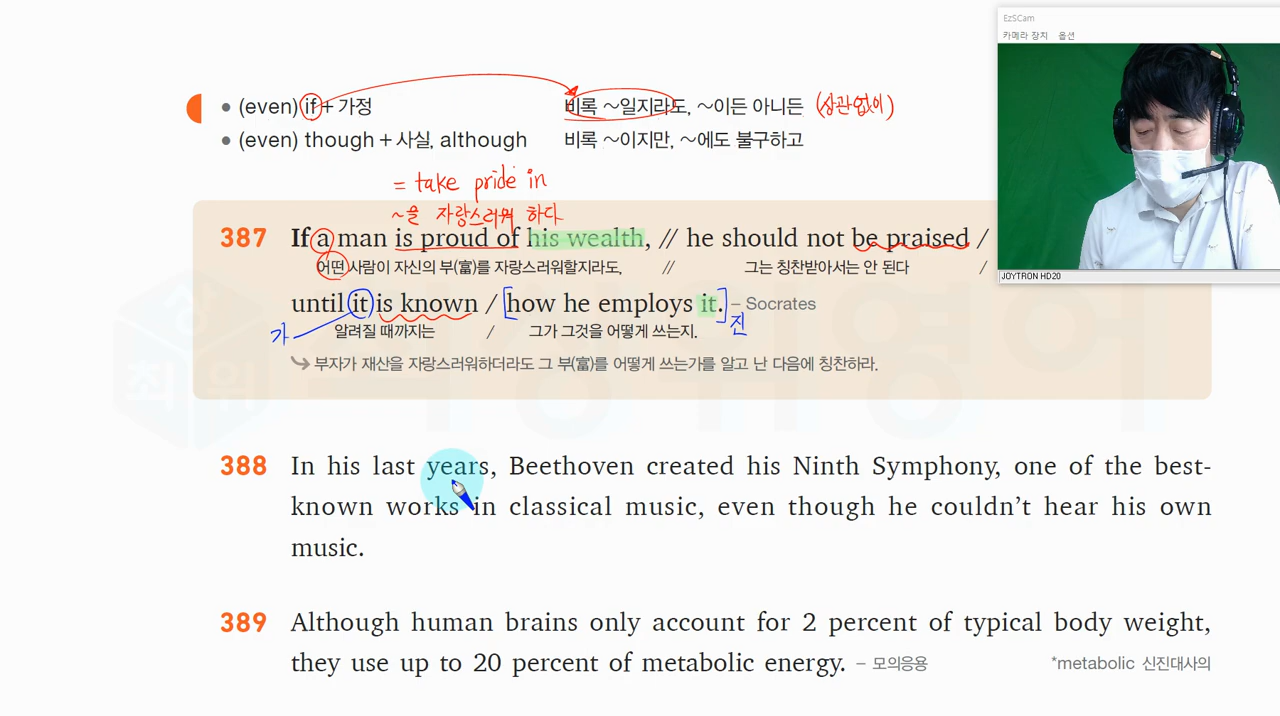 EzSCam
카메라 장치 옵션
JOYTRON HD20
• (even) if + 가정 비록 ~일지라도, ~이든 아니든 (상관없이)
• (even) though + 사실, although 비록 ~이지만, ~에도 불구하고
= take pride in
~을 자랑스러워 하다
387 If a man is proud of his wealth, // he should not be praised /
어떤 사람이 자신의 부(富)를 자랑스러워할지라도, // 그는 칭찬받아서는 안 된다 /
until it is known / [how he employs it.] – Socrates
가 알려질 때까지는 / 그가 그것을 어떻게 쓰는지. 진
↪ 부자가 재산을 자랑스러워하더라도 그 부(富)를 어떻게 쓰는가를 알고 난 다음에 칭찬하라.
388 In his last years, Beethoven created his Ninth Symphony, one of the best-
known works in classical music, even though he couldn't hear his own
music.
389 Although human brains only account for 2 percent of typical body weight,
they use up to 20 percent of metabolic energy. – 모의응용 *metabolic 신진대사의